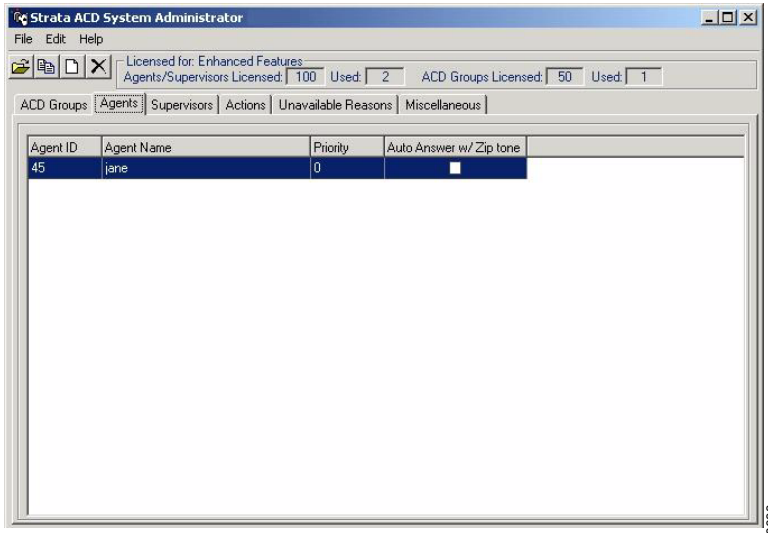 Strata ACD System Administrator
File Edit Help
Licensed for: Enhanced Features
Agents/Supervisors Licensed: 100 Used: 2 ACD Groups Licensed: 50 Used: 1
ACD Groups Agents Supervisors Actions Unavailable Reasons Miscellaneous
Agent ID Agent Name Priority Auto Answer w/ Zip tone
45 jane 0